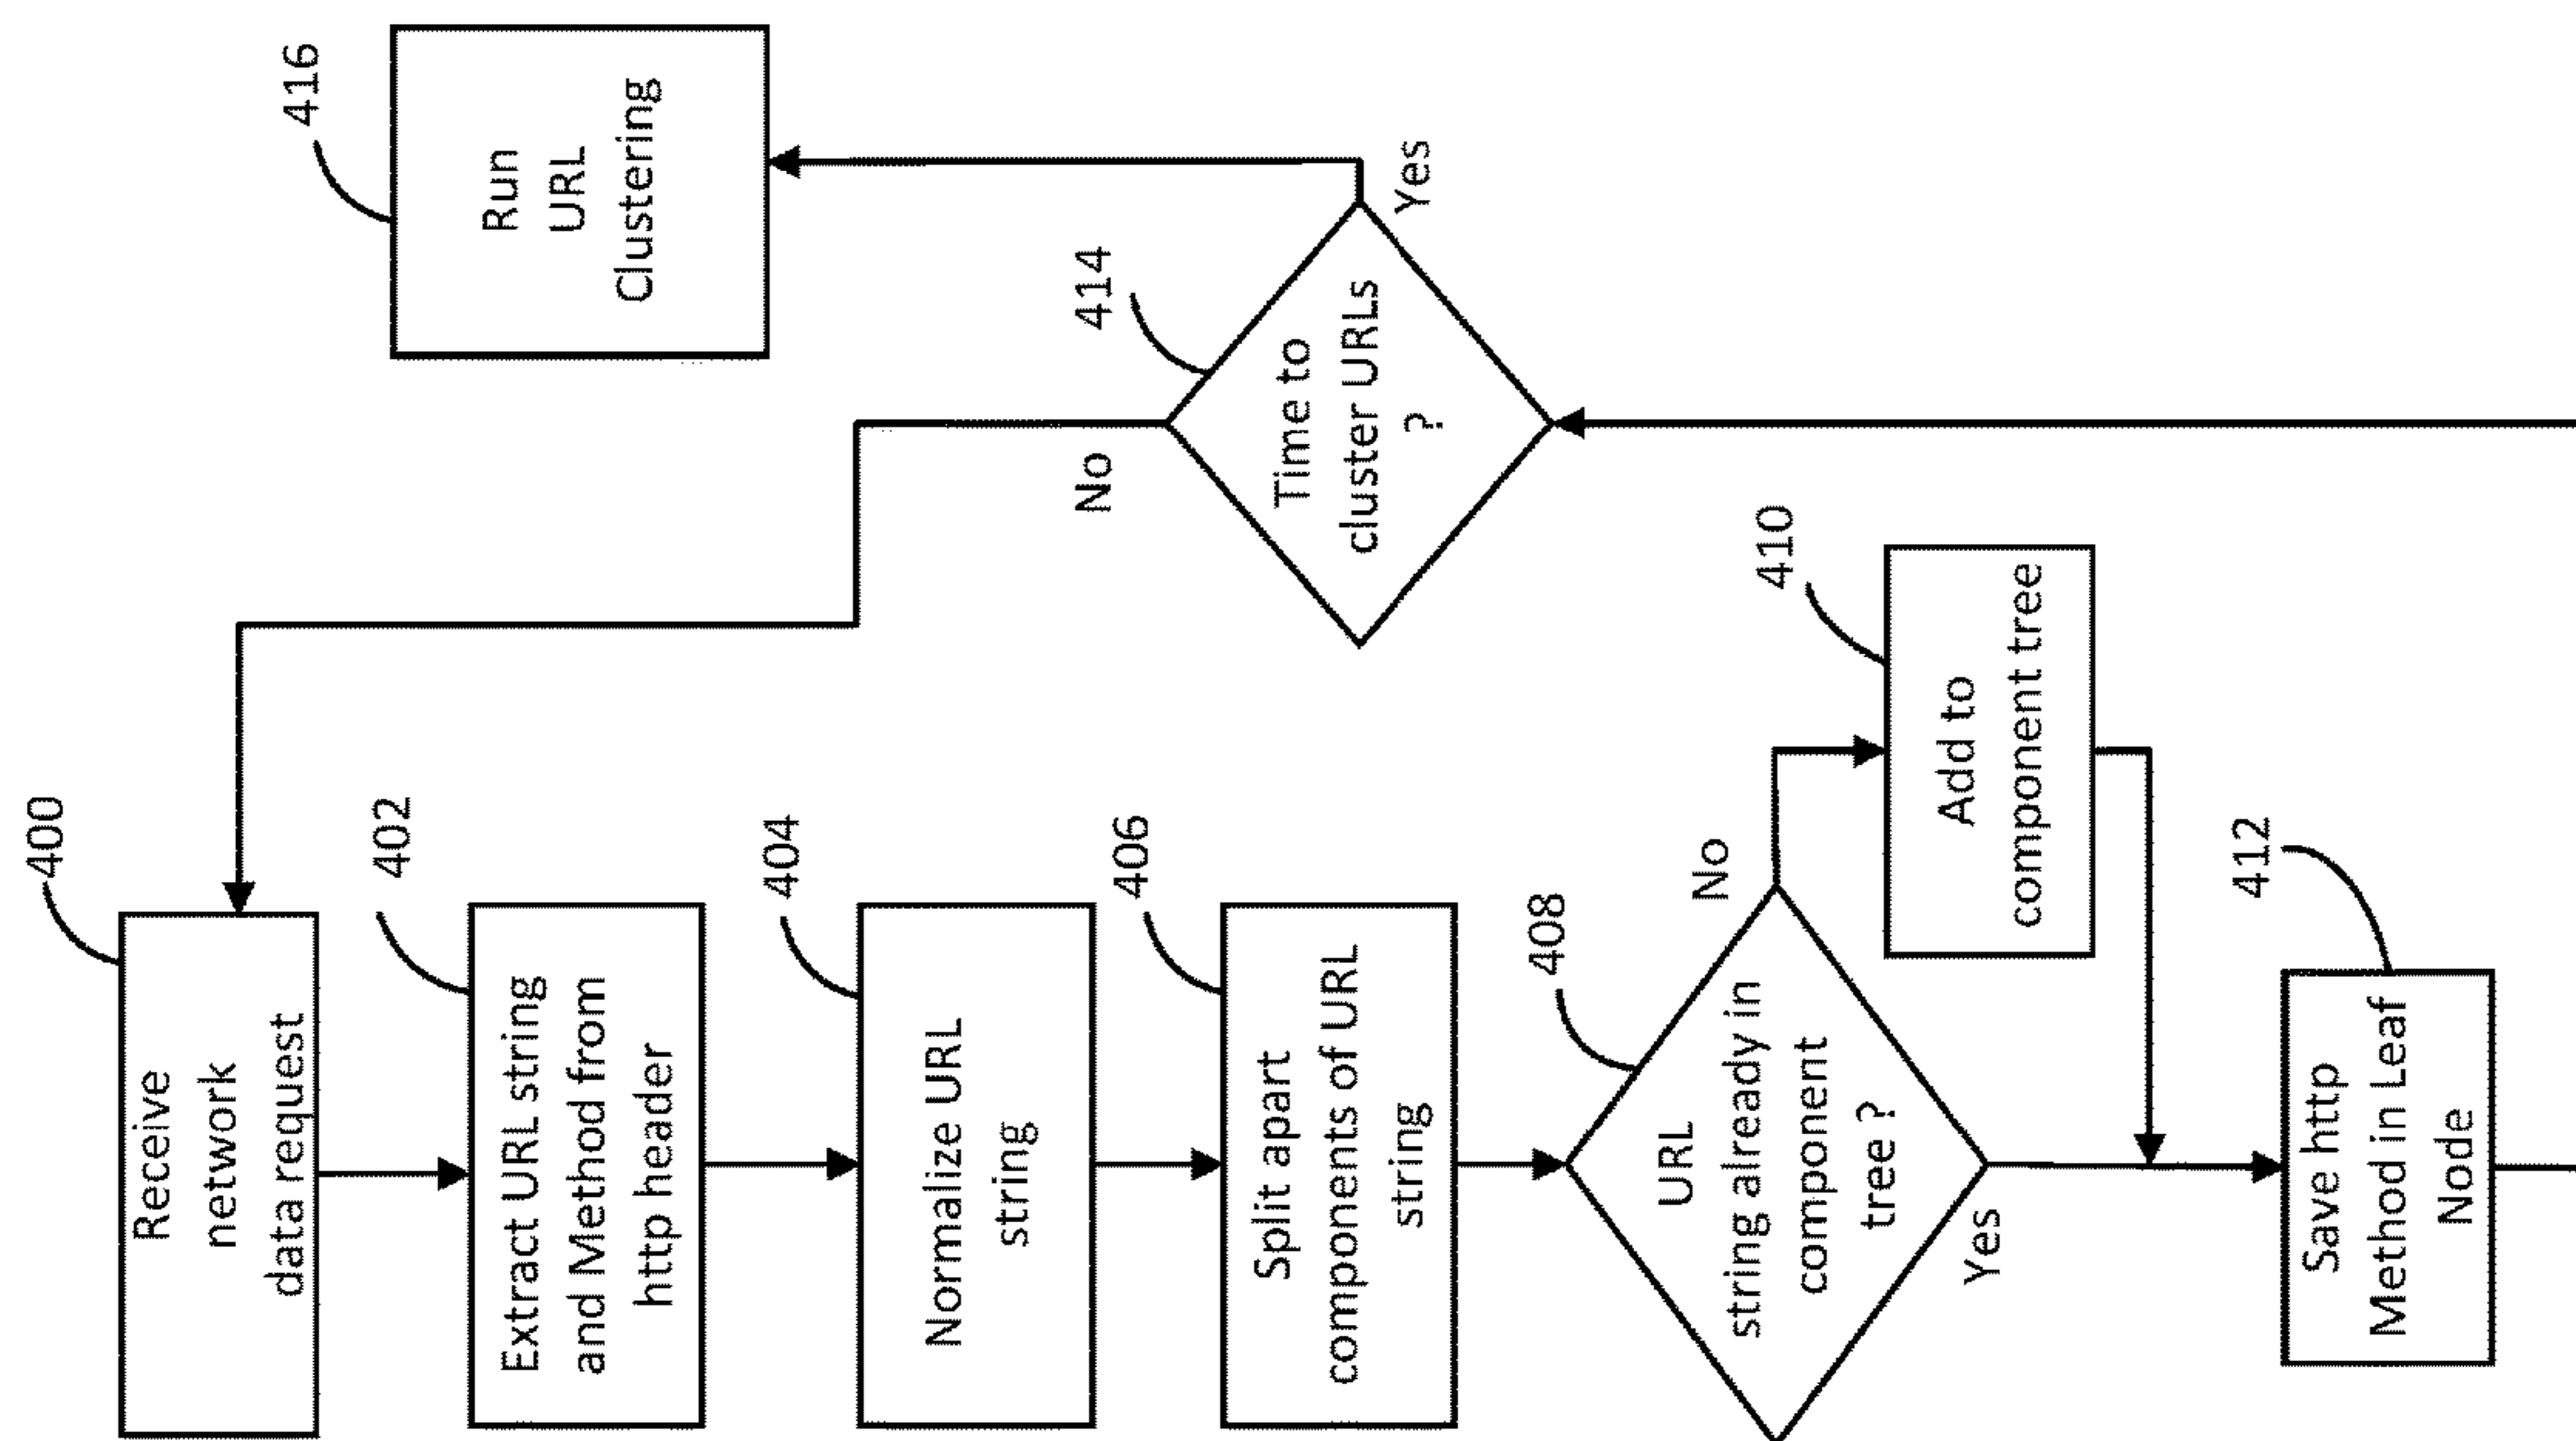 400
Receive
network
data request
402
Extract URL string
and Method from
http header
404
Normalize URL
string
406
Split apart
components of URL
string
408
URL
string already in
component
tree ?
No
Yes
410
Add to
component tree
412
Save http
Method in Leaf
Node
414
Time to
cluster URLs
?
No
Yes
416
Run
URL
Clustering